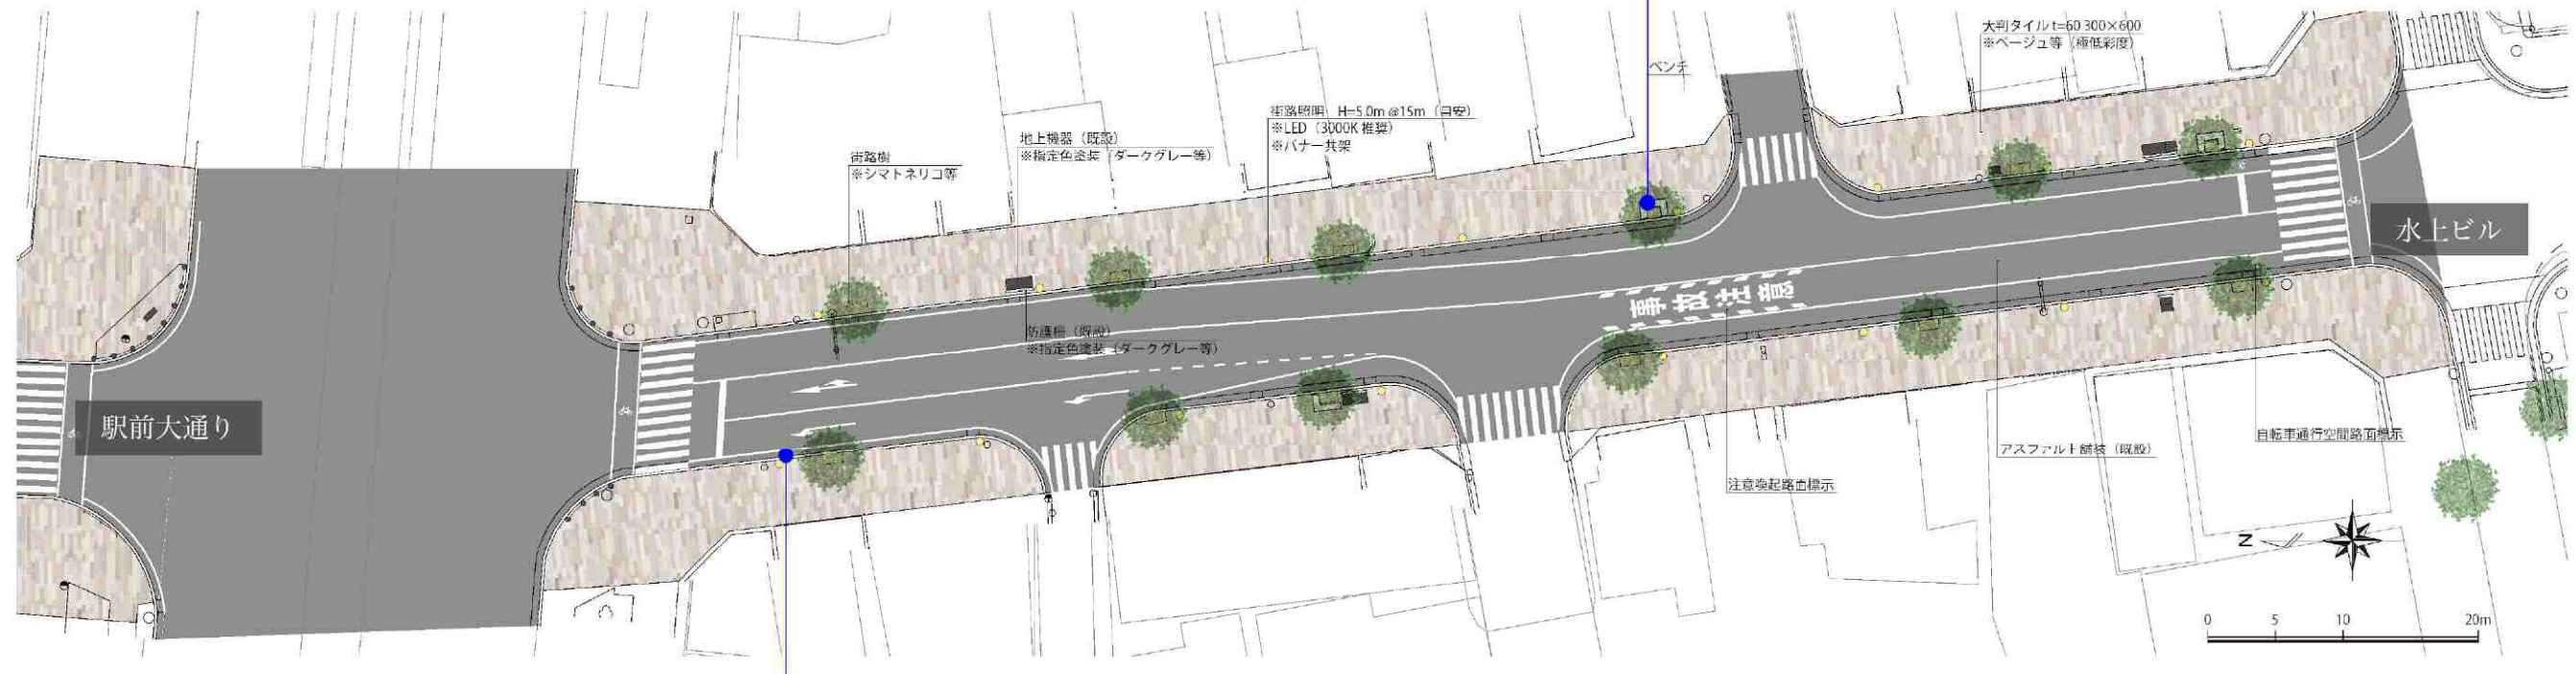 大判タイル t=60 300×600
※ベージュ等（極低彩度）
ベンチ
街路照明　H=5.0m @15m（目安）
※LED（3000K 推奨）
※バナー共架
地上機器（既設）
※指定色塗装（ダークグレー等）
街路樹
※シマトネリコ等
水上ビル
事故注意
防護柵（既設）
※指定色塗装（ダークグレー等）
駅前大通り
自転車通行空間路面標示
アスファルト舗装（既設）
注意喚起路面標示
N
0 5 10 20m